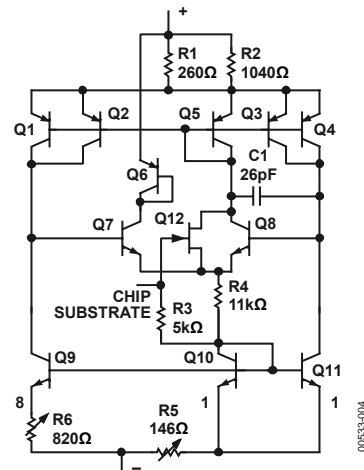 +
R1
260Ω
R2
1040Ω
Q1
Q2
Q5
Q3
Q4
C1
26pF
Q6
Q7
Q12
Q8
CHIP
SUBSTRATE
R3
5kΩ
R4
11kΩ
Q9
Q10
Q11
8
1
1
R6
820Ω
R5
146Ω
–
00533-004